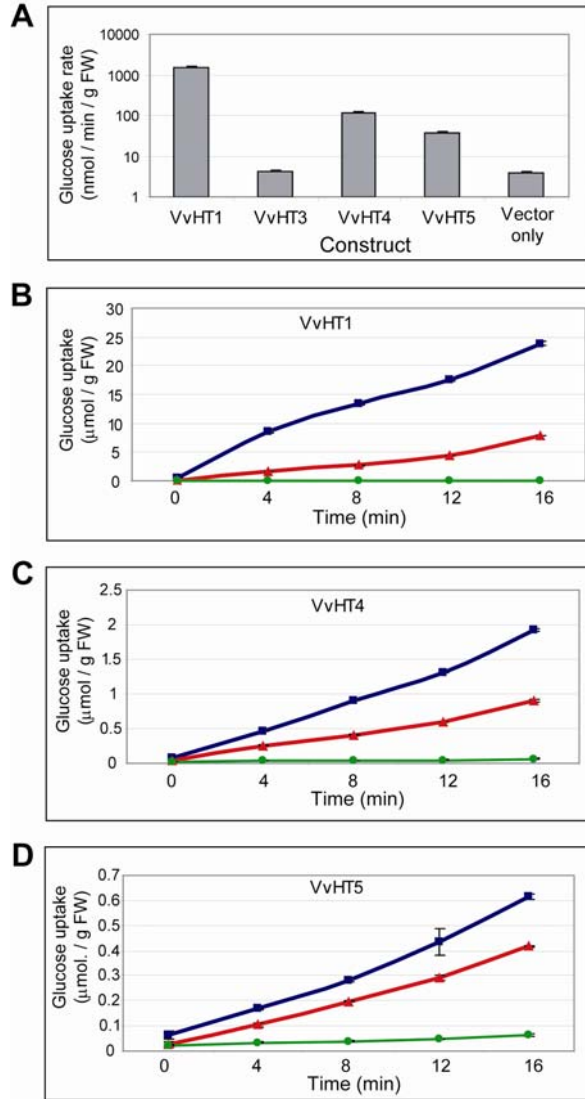 A
Glucose uptake rate
(nmol / min / g FW)
10000
1000
100
10
1
VvHT1
VvHT3
VvHT4
VvHT5
Vector
only
Construct
B
VvHT1
Glucose uptake
(μmol / g FW)
30
25
20
15
10
5
0
0
4
8
12
16
Time (min)
C
VvHT4
Glucose uptake
(μmol / g FW)
2.5
2
1.5
1
0.5
0
0
4
8
12
16
Time (min)
D
VvHT5
Glucose uptake
(μmol. / g FW)
0.7
0.6
0.5
0.4
0.3
0.2
0.1
0
0
4
8
12
16
Time (min)